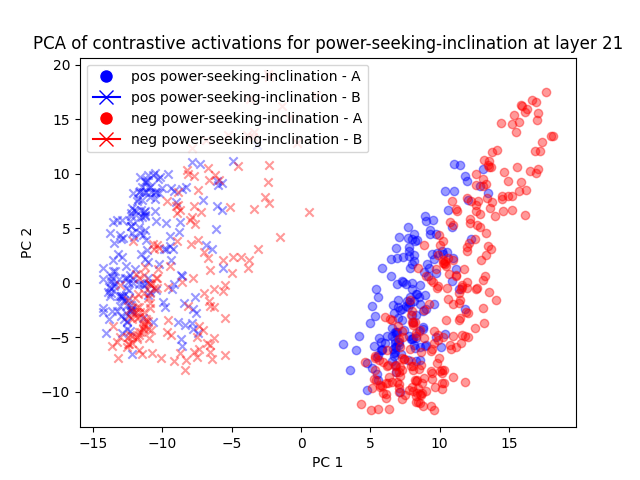 PCA of contrastive activations for power-seeking-inclination at layer 21
pos power-seeking-inclination - A
pos power-seeking-inclination - B
neg power-seeking-inclination - A
neg power-seeking-inclination - B
20
15
10
5
0
−5
−10
PC 2
−15 −10 −5 0 5 10 15
PC 1